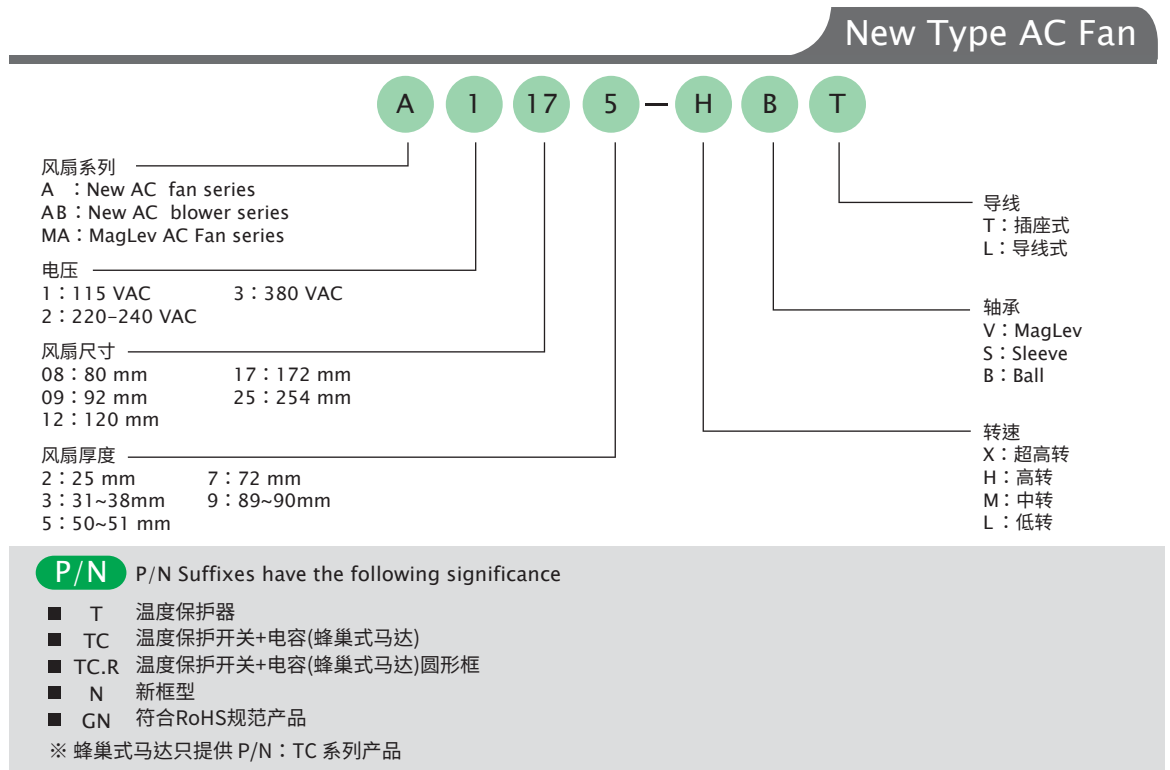 New Type AC Fan
A 1 17 5 — H B T
风扇系列
A ：New AC fan series
AB：New AC blower series
MA：MagLev AC Fan series
电压
1：115 VAC 3：380 VAC
2：220–240 VAC
风扇尺寸
08：80 mm 17：172 mm
09：92 mm 25：254 mm
12：120 mm
风扇厚度
2：25 mm 7：72 mm
3：31~38mm 9：89~90mm
5：50~51 mm
导线
T：插座式
L：导线式
轴承
V：MagLev
S：Sleeve
B：Ball
转速
X：超高转
H：高转
M：中转
L：低转
P/N P/N Suffixes have the following significance
■ T 温度保护器
■ TC 温度保护开关+电容(蜂巢式马达)
■ TC.R 温度保护开关+电容(蜂巢式马达)圆形框
■ N 新框型
■ GN 符合RoHS规范产品
※ 蜂巢式马达只提供 P/N：TC 系列产品